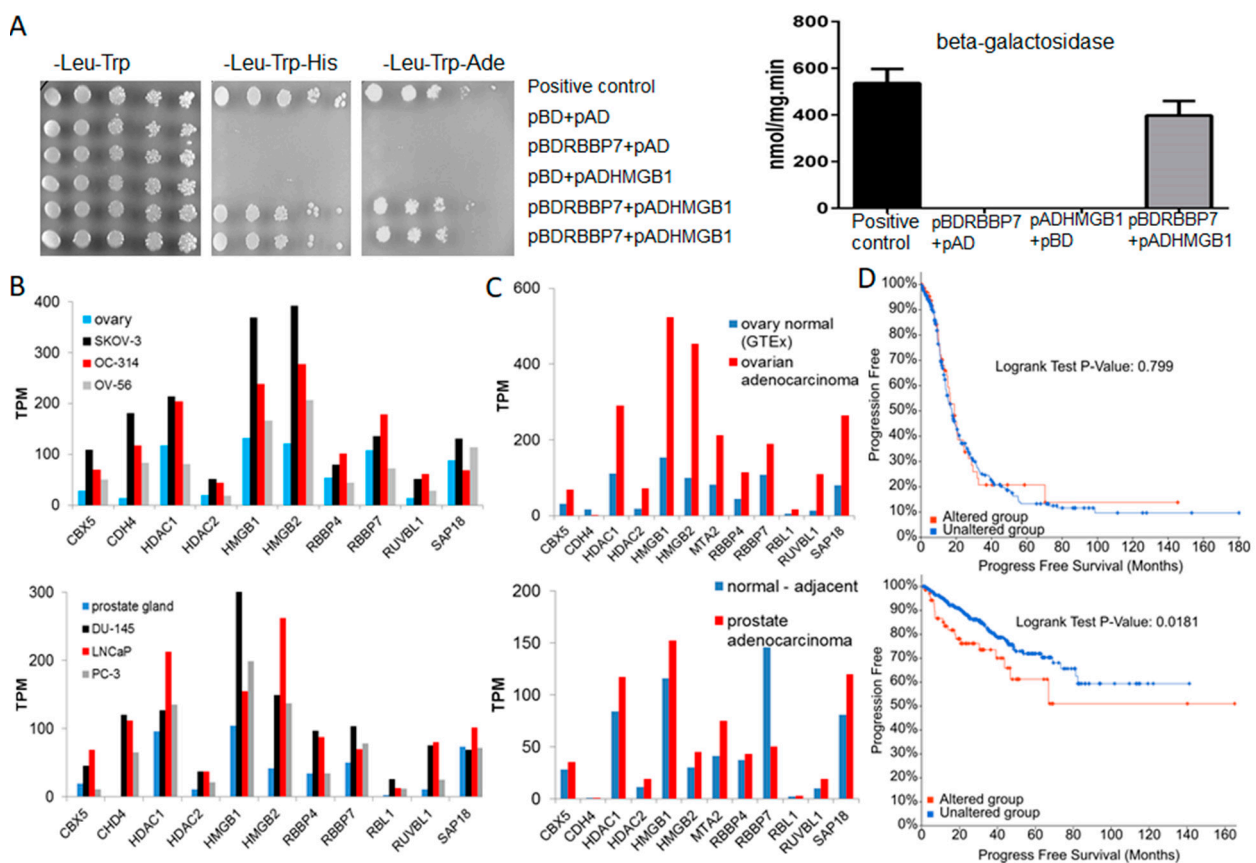 A
-Leu-Trp
-Leu-Trp-His
-Leu-Trp-Ade
Positive control
pBD+pAD
pBDRBBP7+pAD
pBD+pADHMGB1
pBDRBBP7+pADHMGB1
pBDRBBP7+pADHMGB1
beta-galactosidase
nmol/mg.min
800
600
400
200
0
Positive
control
pBDRBBP7
+pAD
pADHMGB1
+pBD
pBDRBBP7
+pADHMGB1
B
TPM
400
300
200
100
0
ovary
SKOV-3
OC-314
OV-56
CBX5
CDH4
HDAC1
HDAC2
HMGB1
HMGB2
RBBP4
RBBP7
RUVBL1
SAP18
TPM
300
200
100
0
prostate gland
DU-145
LNCaP
PC-3
CBX5
CHD4
HDAC1
HDAC2
HMGB1
HMGB2
RBBP4
RBBP7
RBL1
RUVBL1
SAP18
C
TPM
600
400
200
0
ovary normal
(GTEx)
ovarian
adenocarcinoma
CBX5
CDH4
HDAC1
HDAC2
HMGB1
HMGB2
MTA2
RBBP4
RBBP7
RBL1
RUVBL1
SAP18
TPM
200
150
100
50
0
normal - adjacent
prostate
adenocarcinoma
CBX5
CDH4
HDAC1
HDAC2
HMGB1
HMGB2
MTA2
RBBP4
RBBP7
RBL1
RUVBL1
SAP18
D
Progression Free
100%
90%
80%
70%
60%
50%
40%
30%
20%
10%
0%
Logrank Test P-Value: 0.799
Altered group
Unaltered group
0 20 40 60 80 100 120 140 160 180
Progress Free Survival (Months)
Progression Free
100%
90%
80%
70%
60%
50%
40%
30%
20%
10%
0%
Logrank Test P-Value: 0.0181
Altered group
Unaltered group
0 20 40 60 80 100 120 140 160
Progress Free Survival (Months)